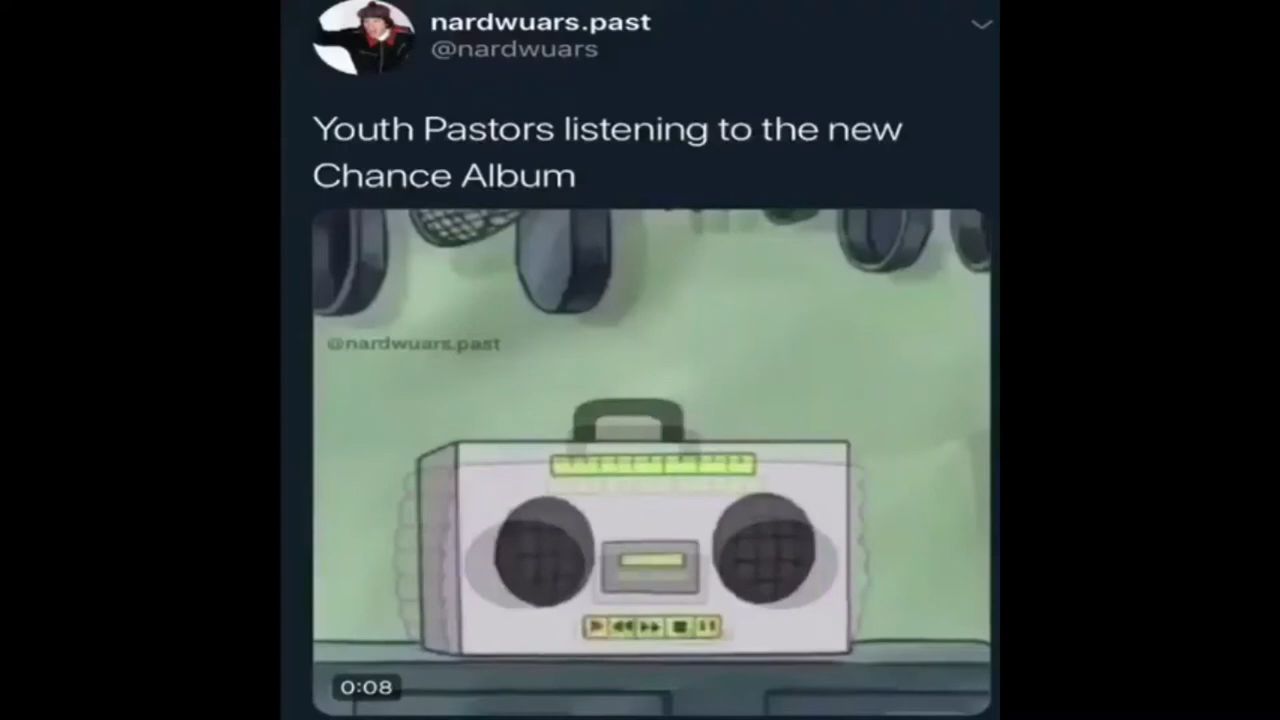 nardwuars.past
@nardwuars
Youth Pastors listening to the new
Chance Album
@nardwuars.past
0:08